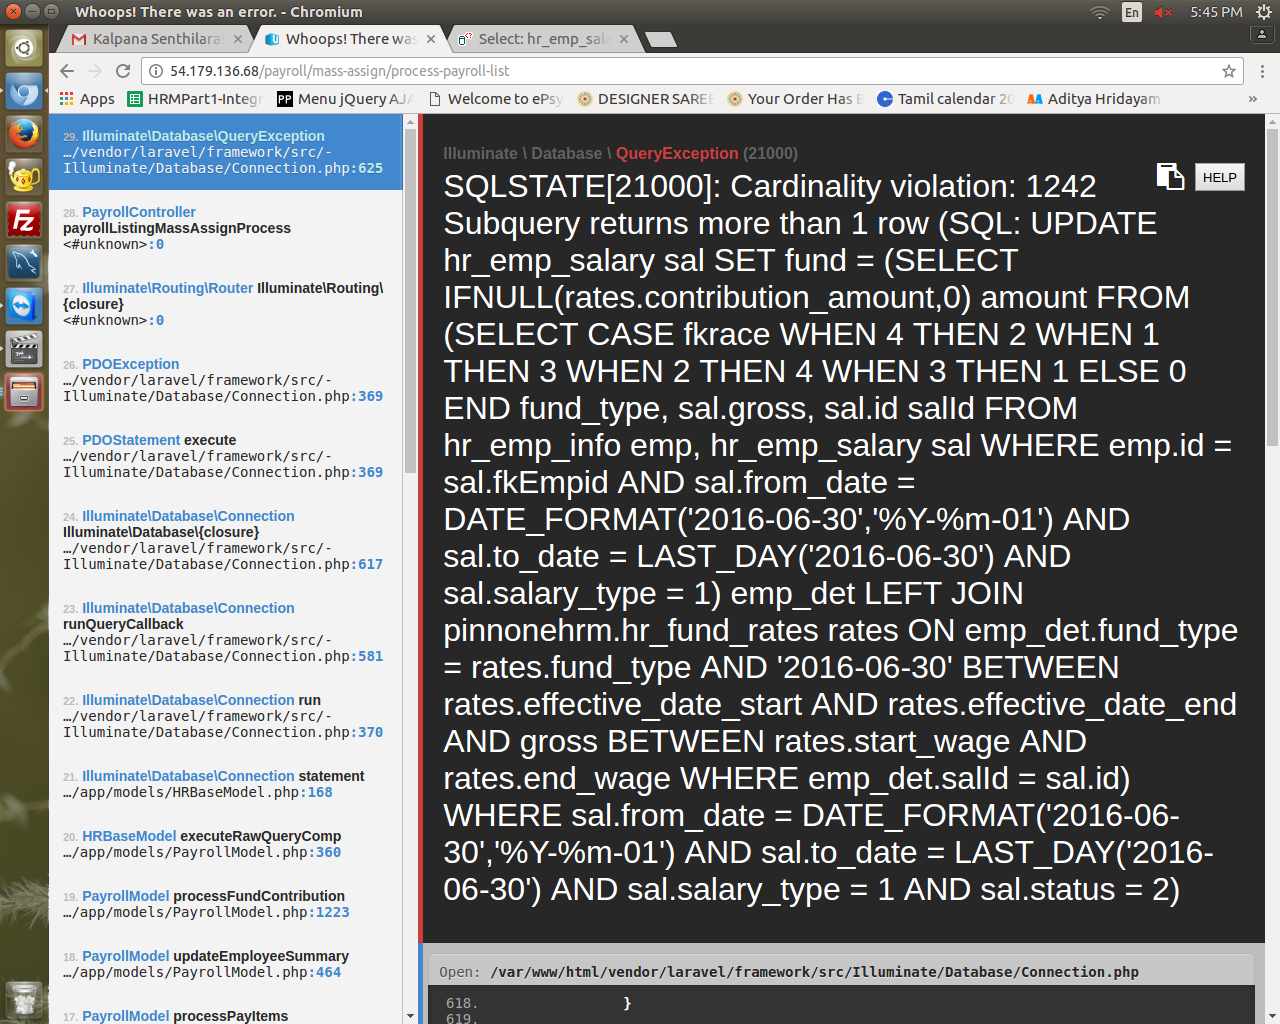 Whoops! There was an error. - Chromium
En
5:45 PM
Kalpana Senthilara
Whoops! There was
Select: hr_emp_sala
54.179.136.68/payroll/mass-assign/process-payroll-list
Apps
HRMPart1-Integr
PP Menu jQuery AJA
Welcome to ePsy
DESIGNER SAREE
Your Order Has B
Tamil calendar 20
Aditya Hridayam
»
29. Illuminate\Database\QueryException
…/vendor/laravel/framework/src/-
Illuminate/Database/Connection.php:625
28. PayrollController
payrollListingMassAssignProcess
<#unknown>:0
27. Illuminate\Routing\Router Illuminate\Routing\
{closure}
<#unknown>:0
26. PDOException
…/vendor/laravel/framework/src/-
Illuminate/Database/Connection.php:369
25. PDOStatement execute
…/vendor/laravel/framework/src/-
Illuminate/Database/Connection.php:369
24. Illuminate\Database\Connection
Illuminate\Database\{closure}
…/vendor/laravel/framework/src/-
Illuminate/Database/Connection.php:617
23. Illuminate\Database\Connection
runQueryCallback
…/vendor/laravel/framework/src/-
Illuminate/Database/Connection.php:581
22. Illuminate\Database\Connection run
…/vendor/laravel/framework/src/-
Illuminate/Database/Connection.php:370
21. Illuminate\Database\Connection statement
…/app/models/HRBaseModel.php:168
20. HRBaseModel executeRawQueryComp
…/app/models/PayrollModel.php:360
19. PayrollModel processFundContribution
…/app/models/PayrollModel.php:1223
18. PayrollModel updateEmployeeSummary
…/app/models/PayrollModel.php:464
17. PayrollModel processPayItems
Illuminate \ Database \ QueryException (21000)
HELP
SQLSTATE[21000]: Cardinality violation: 1242
Subquery returns more than 1 row (SQL: UPDATE
hr_emp_salary sal SET fund = (SELECT
IFNULL(rates.contribution_amount,0) amount FROM
(SELECT CASE fkrace WHEN 4 THEN 2 WHEN 1
THEN 3 WHEN 2 THEN 4 WHEN 3 THEN 1 ELSE 0
END fund_type, sal.gross, sal.id salId FROM
hr_emp_info emp, hr_emp_salary sal WHERE emp.id =
sal.fkEmpid AND sal.from_date =
DATE_FORMAT('2016-06-30','%Y-%m-01') AND
sal.to_date = LAST_DAY('2016-06-30') AND
sal.salary_type = 1) emp_det LEFT JOIN
pinnonehrm.hr_fund_rates rates ON emp_det.fund_type
= rates.fund_type AND '2016-06-30' BETWEEN
rates.effective_date_start AND rates.effective_date_end
AND gross BETWEEN rates.start_wage AND
rates.end_wage WHERE emp_det.salId = sal.id)
WHERE sal.from_date = DATE_FORMAT('2016-06-
30','%Y-%m-01') AND sal.to_date = LAST_DAY('2016-
06-30') AND sal.salary_type = 1 AND sal.status = 2)
Open: /var/www/html/vendor/laravel/framework/src/Illuminate/Database/Connection.php
618. }
619.